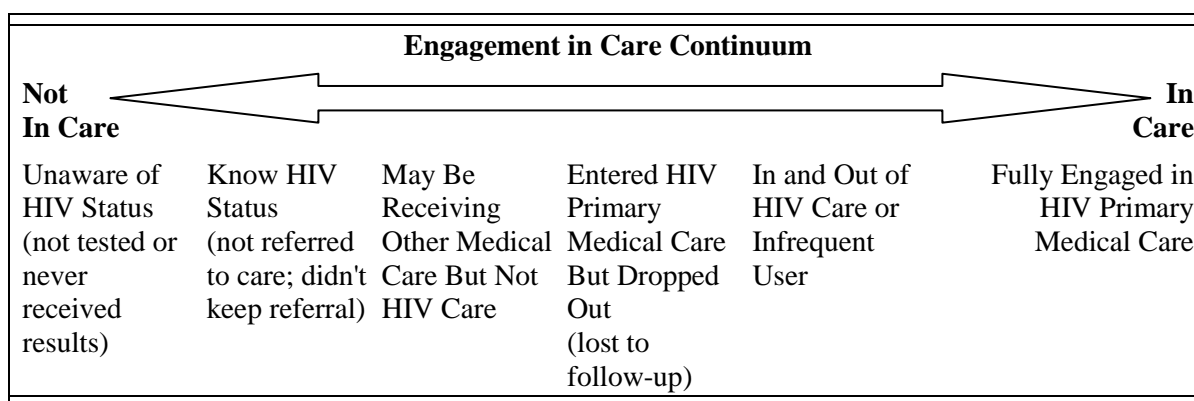 Engagement in Care Continuum
Not
In Care
In
Care
Unaware of
HIV Status
(not tested or
never
received
results)
Know HIV
Status
(not referred
to care; didn't
keep referral)
May Be
Receiving
Other Medical
Care But Not
HIV Care
Entered HIV
Primary
Medical Care
But Dropped
Out
(lost to
follow-up)
In and Out of
HIV Care or
Infrequent
User
Fully Engaged in
HIV Primary
Medical Care